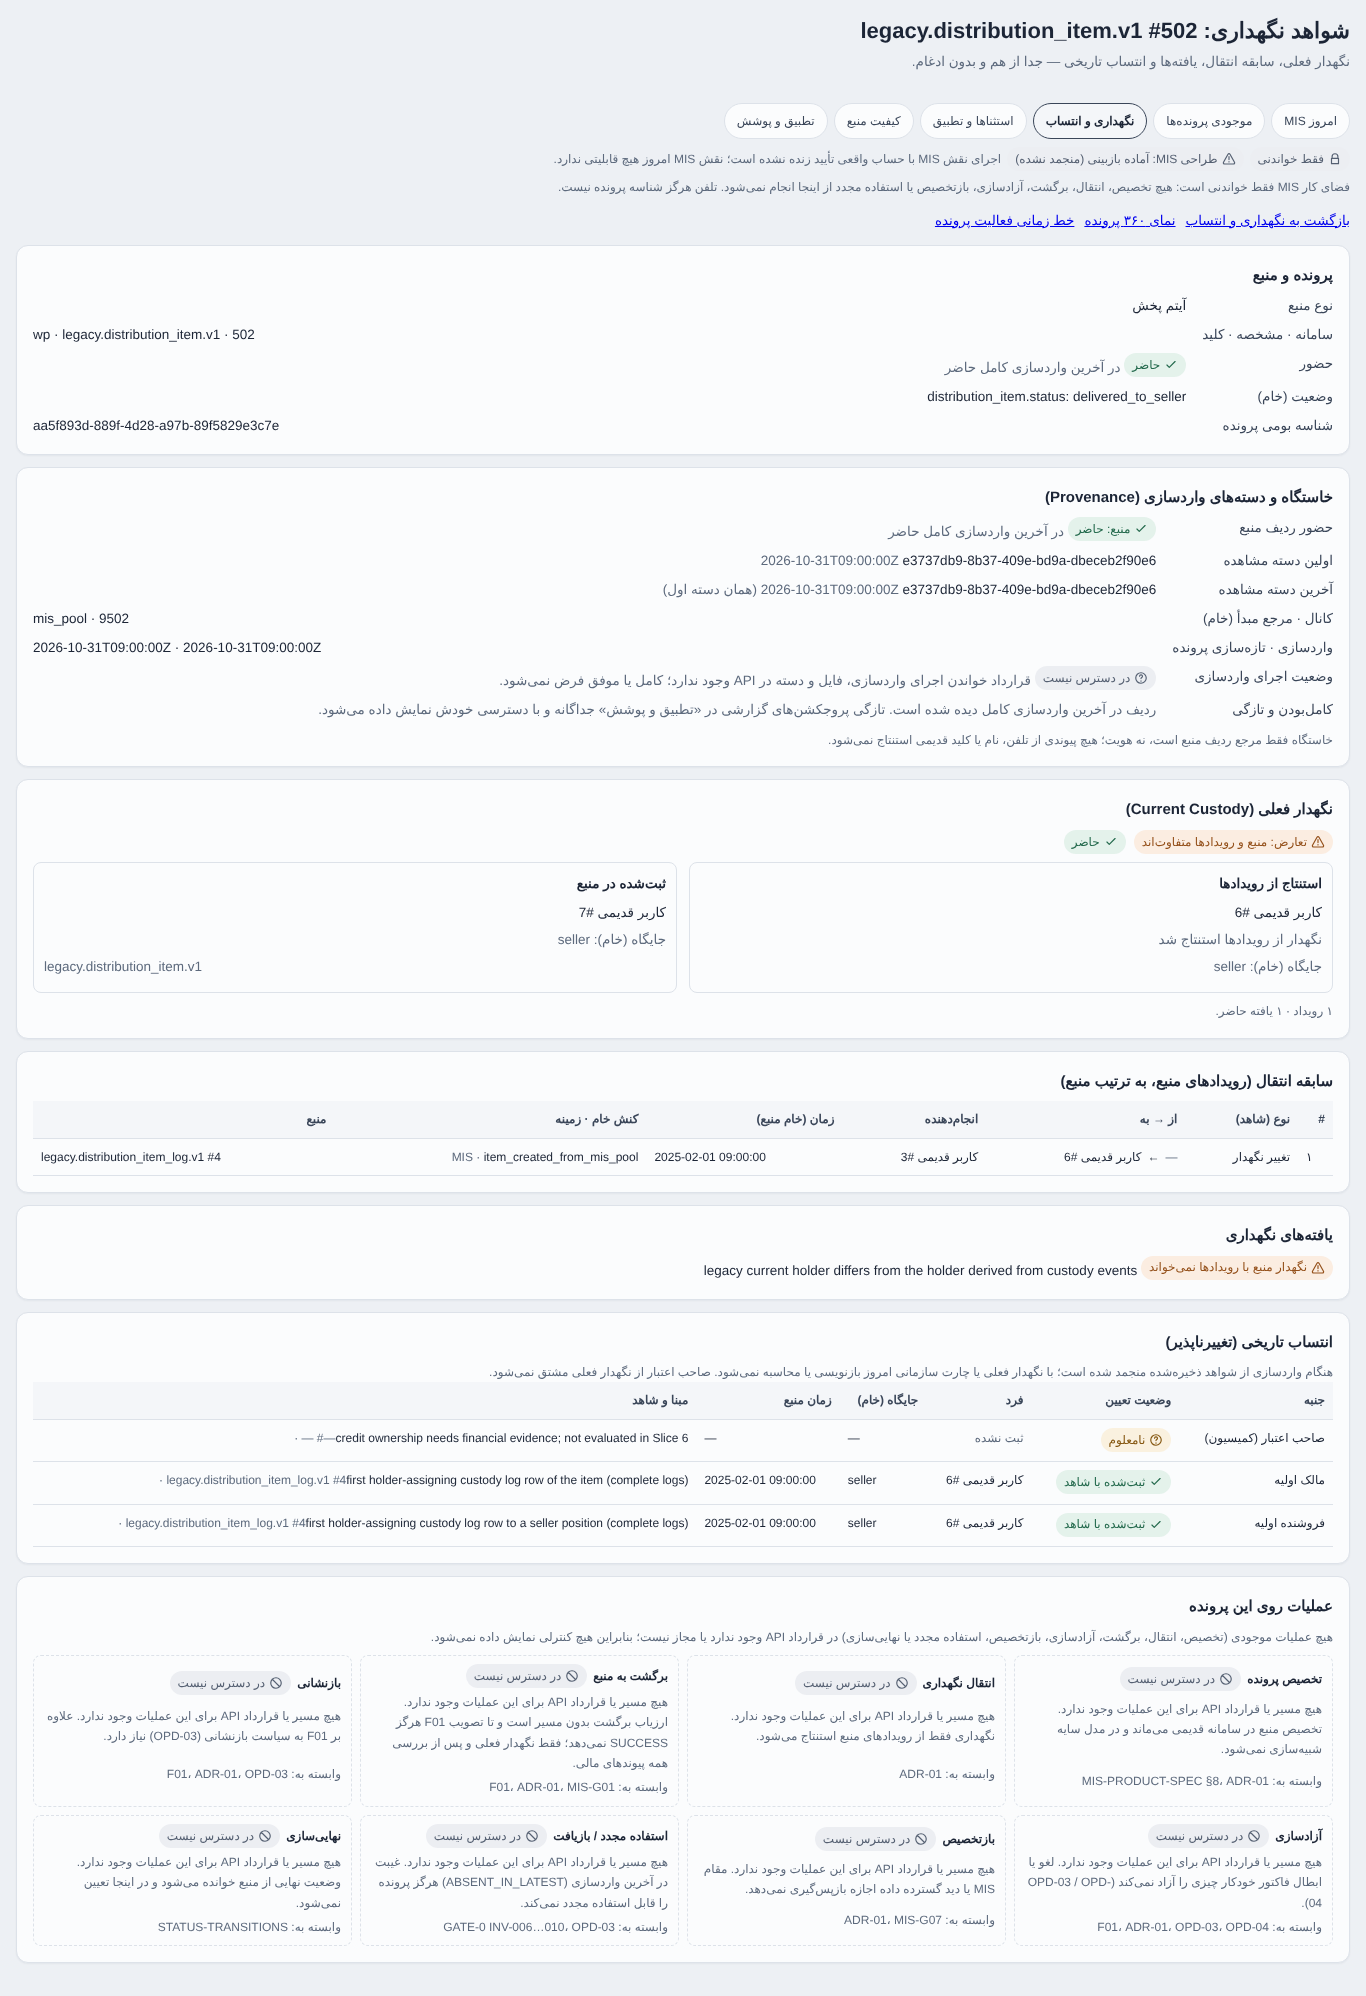 شواهد نگهداری: legacy.distribution_item.v1 #502
نگهدار فعلی، سابقه انتقال، یافته‌ها و انتساب تاریخی — جدا از هم و بدون ادغام.
امروز MIS
موجودی پرونده‌ها
نگهداری و انتساب
استثناها و تطبیق
کیفیت منبع
تطبیق و پوشش
فقط خواندنی
طراحی MIS: آماده بازبینی (منجمد نشده)
اجرای نقش MIS با حساب واقعی تأیید زنده نشده است؛ نقش MIS امروز هیچ قابلیتی ندارد.
فضای کار MIS فقط خواندنی است: هیچ تخصیص، انتقال، برگشت، آزادسازی، بازتخصیص یا استفاده مجدد از اینجا انجام نمی‌شود. تلفن هرگز شناسه پرونده نیست.
بازگشت به نگهداری و انتساب
نمای ۳۶۰ پرونده
خط زمانی فعالیت پرونده
پرونده و منبع
نوع منبع
آیتم پخش
سامانه · مشخصه · کلید
wp · legacy.distribution_item.v1 · 502
حضور
حاضر
در آخرین واردسازی کامل حاضر
وضعیت (خام)
distribution_item.status: delivered_to_seller
شناسه بومی پرونده
aa5f893d-889f-4d28-a97b-89f5829e3c7e
خاستگاه و دسته‌های واردسازی (Provenance)
حضور ردیف منبع
منبع: حاضر
در آخرین واردسازی کامل حاضر
اولین دسته مشاهده
e3737db9-8b37-409e-bd9a-dbeceb2f90e6 2026-10-31T09:00:00Z
آخرین دسته مشاهده
e3737db9-8b37-409e-bd9a-dbeceb2f90e6 2026-10-31T09:00:00Z (همان دسته اول)
کانال · مرجع مبدأ (خام)
mis_pool · 9502
واردسازی · تازه‌سازی پرونده
2026-10-31T09:00:00Z · 2026-10-31T09:00:00Z
وضعیت اجرای واردسازی
در دسترس نیست
قرارداد خواندن اجرای واردسازی، فایل و دسته در API وجود ندارد؛ کامل یا موفق فرض نمی‌شود.
کامل‌بودن و تازگی
ردیف در آخرین واردسازی کامل دیده شده است. تازگی پروجکشن‌های گزارشی در «تطبیق و پوشش» جداگانه و با دسترسی خودش نمایش داده می‌شود.
خاستگاه فقط مرجع ردیف منبع است، نه هویت؛ هیچ پیوندی از تلفن، نام یا کلید قدیمی استنتاج نمی‌شود.
نگهدار فعلی (Current Custody)
تعارض: منبع و رویدادها متفاوت‌اند
حاضر
استنتاج از رویدادها
کاربر قدیمی #6
نگهدار از رویدادها استنتاج شد
جایگاه (خام): seller
ثبت‌شده در منبع
کاربر قدیمی #7
جایگاه (خام): seller
legacy.distribution_item.v1
۱ رویداد · ۱ یافته حاضر.
سابقه انتقال (رویدادهای منبع، به ترتیب منبع)
# نوع (شاهد) از → به انجام‌دهنده زمان (خام منبع) کنش خام · زمینه منبع
۱ تغییر نگهدار — ← کاربر قدیمی #6 کاربر قدیمی #3 2025-02-01 09:00:00 item_created_from_mis_pool · MIS legacy.distribution_item_log.v1 #4
یافته‌های نگهداری
نگهدار منبع با رویدادها نمی‌خواند legacy current holder differs from the holder derived from custody events
انتساب تاریخی (تغییرناپذیر)
هنگام واردسازی از شواهد ذخیره‌شده منجمد شده است؛ با نگهدار فعلی یا چارت سازمانی امروز بازنویسی یا محاسبه نمی‌شود. صاحب اعتبار از نگهدار فعلی مشتق نمی‌شود.
جنبه وضعیت تعیین فرد جایگاه (خام) زمان منبع مبنا و شاهد
صاحب اعتبار (کمیسیون) نامعلوم ثبت نشده — — credit ownership needs financial evidence; not evaluated in Slice 6 —# — ·
مالک اولیه ثبت‌شده با شاهد کاربر قدیمی #6 seller 2025-02-01 09:00:00 first holder-assigning custody log row of the item (complete logs) legacy.distribution_item_log.v1 #4 ·
فروشنده اولیه ثبت‌شده با شاهد کاربر قدیمی #6 seller 2025-02-01 09:00:00 first holder-assigning custody log row to a seller position (complete logs) legacy.distribution_item_log.v1 #4 ·
عملیات روی این پرونده
هیچ عملیات موجودی (تخصیص، انتقال، برگشت، آزادسازی، بازتخصیص، استفاده مجدد یا نهایی‌سازی) در قرارداد API وجود ندارد یا مجاز نیست؛ بنابراین هیچ کنترلی نمایش داده نمی‌شود.
تخصیص پرونده در دسترس نیست
هیچ مسیر یا قرارداد API برای این عملیات وجود ندارد.
تخصیص منبع در سامانه قدیمی می‌ماند و در مدل سایه
شبیه‌سازی نمی‌شود.
وابسته به: MIS-PRODUCT-SPEC §8، ADR-01
انتقال نگهداری در دسترس نیست
هیچ مسیر یا قرارداد API برای این عملیات وجود ندارد.
نگهداری فقط از رویدادهای منبع استنتاج می‌شود.
وابسته به: ADR-01
برگشت به منبع در دسترس نیست
هیچ مسیر یا قرارداد API برای این عملیات وجود ندارد.
ارزیاب برگشت بدون مسیر است و تا تصویب F01 هرگز
SUCCESS نمی‌دهد؛ فقط نگهدار فعلی و پس از بررسی
همه پیوندهای مالی.
وابسته به: F01، ADR-01، MIS-G01
بازنشانی در دسترس نیست
هیچ مسیر یا قرارداد API برای این عملیات وجود ندارد. علاوه
بر F01 به سیاست بازنشانی (OPD-03) نیاز دارد.
وابسته به: F01، ADR-01، OPD-03
آزادسازی در دسترس نیست
هیچ مسیر یا قرارداد API برای این عملیات وجود ندارد. لغو یا
ابطال فاکتور خودکار چیزی را آزاد نمی‌کند (OPD-03 / OPD-
04).
وابسته به: F01، ADR-01، OPD-03، OPD-04
بازتخصیص در دسترس نیست
هیچ مسیر یا قرارداد API برای این عملیات وجود ندارد. مقام
MIS یا دید گسترده داده اجازه بازپس‌گیری نمی‌دهد.
وابسته به: ADR-01، MIS-G07
استفاده مجدد / بازیافت در دسترس نیست
هیچ مسیر یا قرارداد API برای این عملیات وجود ندارد. غیبت
در آخرین واردسازی (ABSENT_IN_LATEST) هرگز پرونده
را قابل استفاده مجدد نمی‌کند.
وابسته به: GATE-0 INV-006…010، OPD-03
نهایی‌سازی در دسترس نیست
هیچ مسیر یا قرارداد API برای این عملیات وجود ندارد.
وضعیت نهایی از منبع خوانده می‌شود و در اینجا تعیین
نمی‌شود.
وابسته به: STATUS-TRANSITIONS